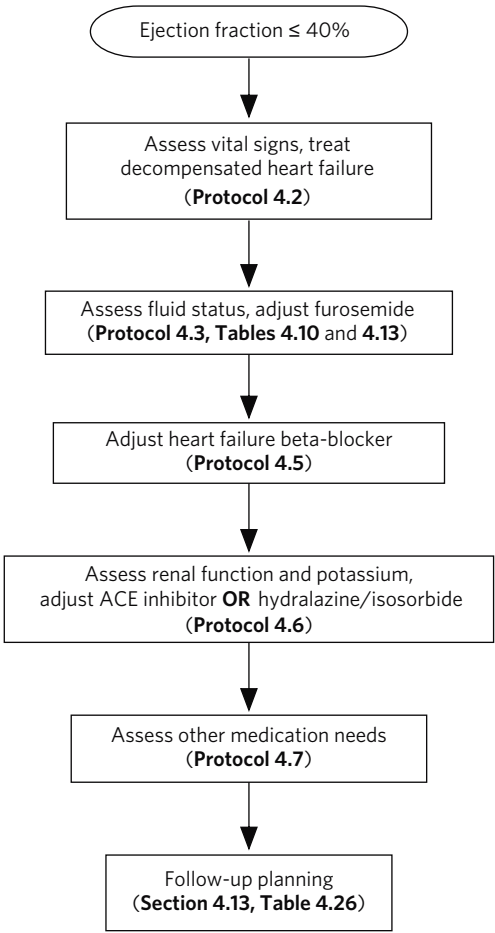 Ejection fraction ≤ 40%
Assess vital signs, treat
decompensated heart failure
(Protocol 4.2)
Assess fluid status, adjust furosemide
(Protocol 4.3, Tables 4.10 and 4.13)
Adjust heart failure beta-blocker
(Protocol 4.5)
Assess renal function and potassium,
adjust ACE inhibitor OR hydralazine/isosorbide
(Protocol 4.6)
Assess other medication needs
(Protocol 4.7)
Follow-up planning
(Section 4.13, Table 4.26)